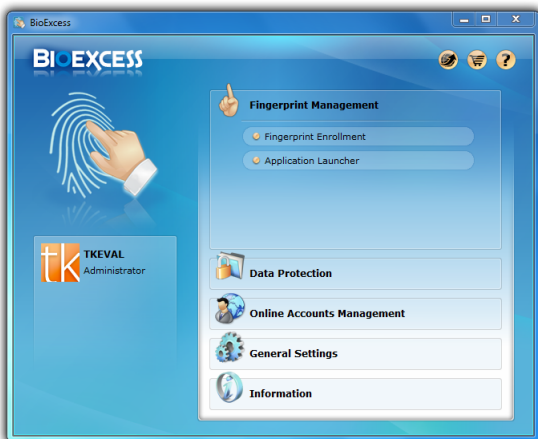 BioExcess
BIOEXCESS
Fingerprint Management
Fingerprint Enrollment
Application Launcher
tk
TKEVAL
Administrator
Data Protection
Online Accounts Management
General Settings
Information